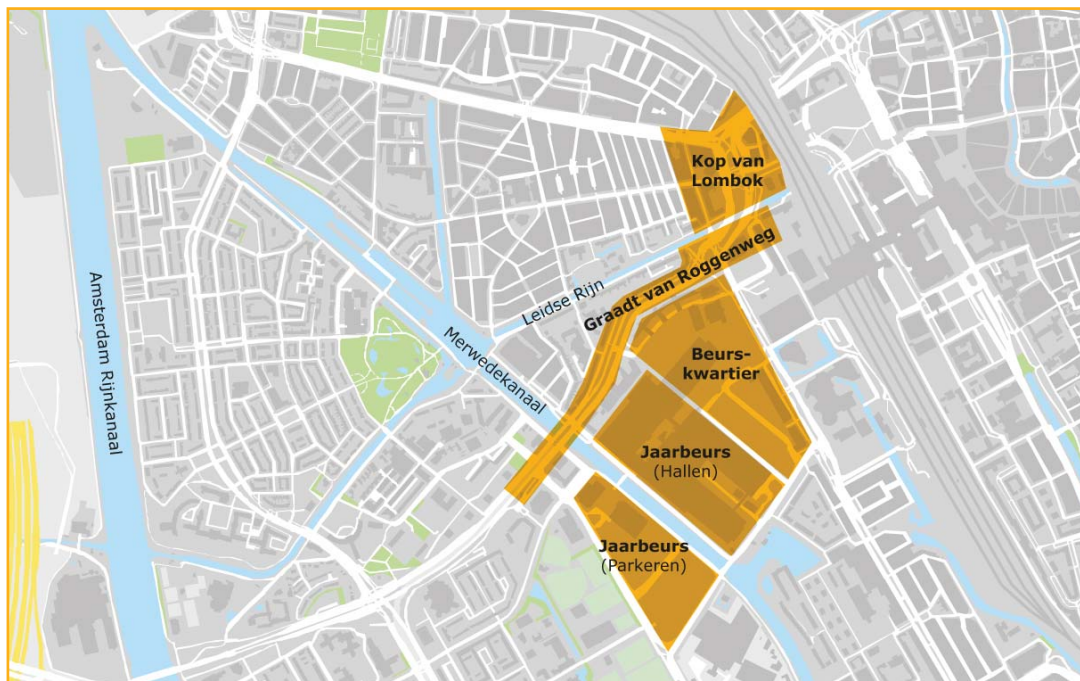 Kop van
Lombok
Graadt van Roggenweg
Leidse Rijn
Amsterdam Rijnkanaal
Merwedekanaal
Beurs-
kwartier
Jaarbeurs
(Hallen)
Jaarbeurs
(Parkeren)